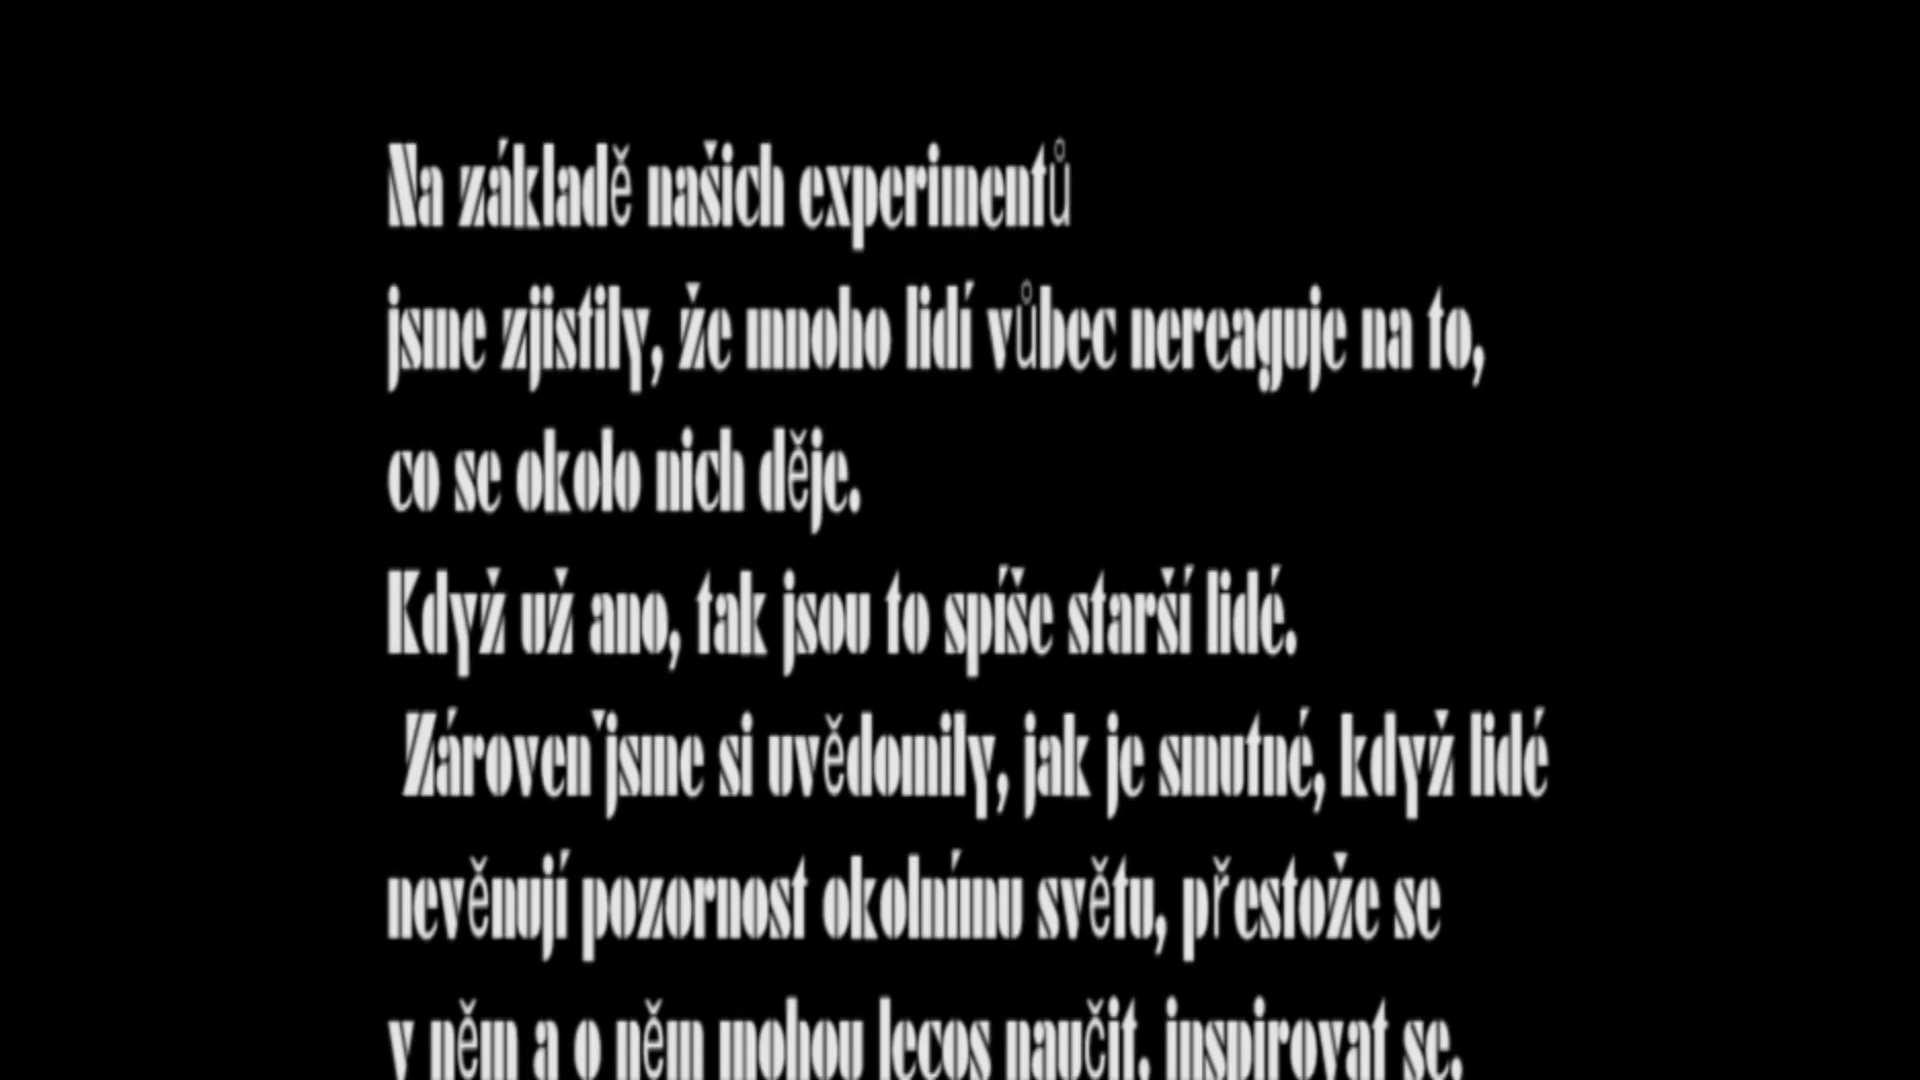 Na základě našich experimentů
jsme zjistily, že mnoho lidí vůbec nereaguje na to,
co se okolo nich děje.
Když už ano, tak jsou to spíše starší lidé.
Zárovenˇjsme si uvědomily, jak je smutné, když lidé
nevěnují pozornost okolnímu světu, přestože se
v něm a o něm mohou lecos naučit, inspirovat se,